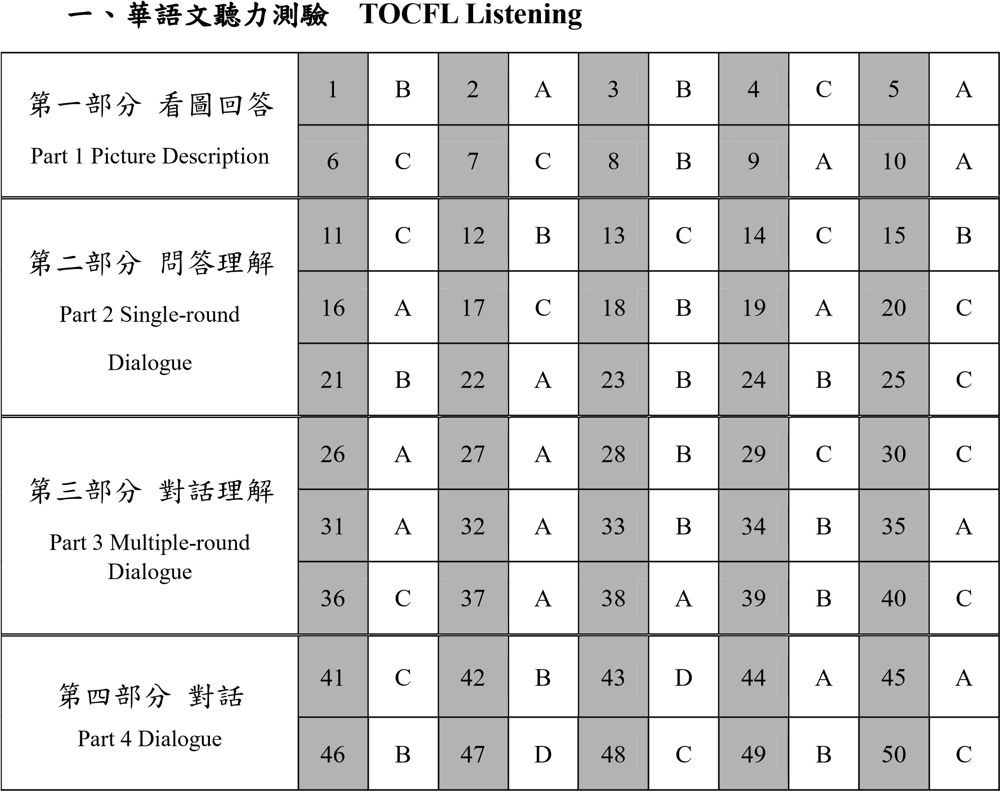 一、華語文聽力測驗 TOCFL Listening
第一部分 看圖回答
Part 1 Picture Description
1 B 2 A 3 B 4 C 5 A
6 C 7 C 8 B 9 A 10 A
第二部分 問答理解
Part 2 Single-round
Dialogue
11 C 12 B 13 C 14 C 15 B
16 A 17 C 18 B 19 A 20 C
21 B 22 A 23 B 24 B 25 C
第三部分 對話理解
Part 3 Multiple-round
Dialogue
26 A 27 A 28 B 29 C 30 C
31 A 32 A 33 B 34 B 35 A
36 C 37 A 38 A 39 B 40 C
第四部分 對話
Part 4 Dialogue
41 C 42 B 43 D 44 A 45 A
46 B 47 D 48 C 49 B 50 C